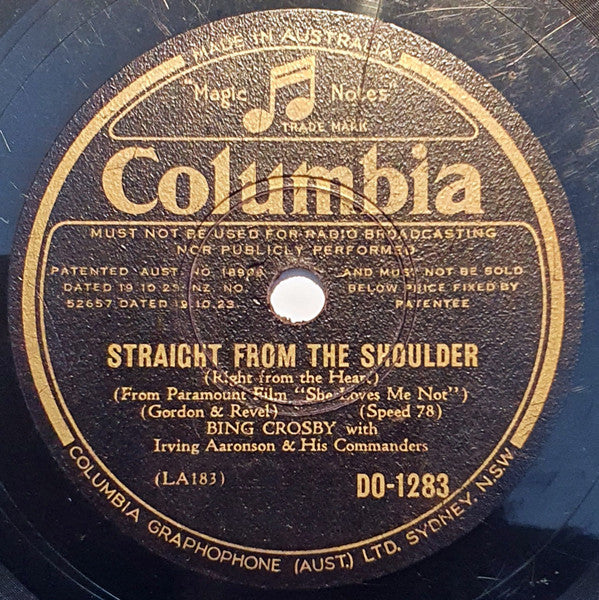 MADE IN AUSTRALIA
"Magic Notes"
TRADE MARK
Columbia
MUST NOT BE USED FOR RADIO BROADCASTING
NOR PUBLICLY PERFORMED
PATENTED AUST. NO. AND MUST NOT BE SOLD
DATED 19.10.25. NZ. NO. BELOW PRICE FIXED BY
52657 DATED 19.10.23. PATENTEE
STRAIGHT FROM THE SHOULDER
(Right from the Heart)
(From Paramount Film "She Loves Me Not")
(Gordon & Revel) (Speed 78)
BING CROSBY with
Irving Aaronson & His Commanders
(LA183) DO-1283
COLUMBIA GRAPHOPHONE (AUST.) LTD. SYDNEY. N.S.W.